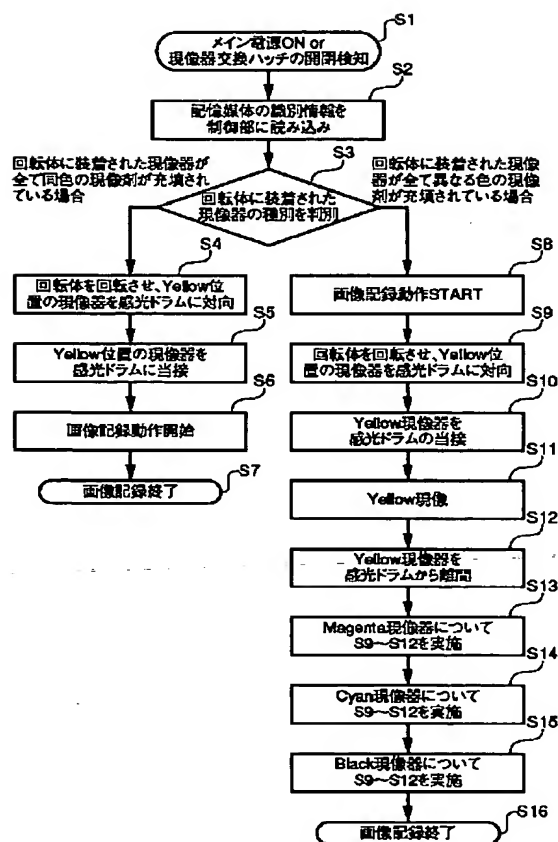 S1
メイン電源ON or
現像器交換ハッチの開閉検知
S2
記憶媒体の識別情報を
制御部に読み込み
S3
回転体に装着された
現像器の種別を判別
回転体に装着された現像器が
全て同色の現像剤が充填され
ている場合
回転体に装着された現像
器が全て異なる色の現像
剤が充填されている場合
S4
回転体を回転させ、Yellow位
置の現像器を感光ドラムに対向
S5
Yellow位置の現像器を
感光ドラムに当接
S6
画像記録動作開始
S7
画像記録終了
S8
画像記録動作START
S9
回転体を回転させ、Yellow位
置の現像器を感光ドラムに対向
S10
Yellow現像器を
感光ドラムの当接
S11
Yellow現像
S12
Yellow現像器を
感光ドラムから離間
S13
Magenta現像器について
S9～S12を実施
S14
Cyan現像器について
S9～S12を実施
S15
Black現像器について
S9～S12を実施
S16
画像記録終了